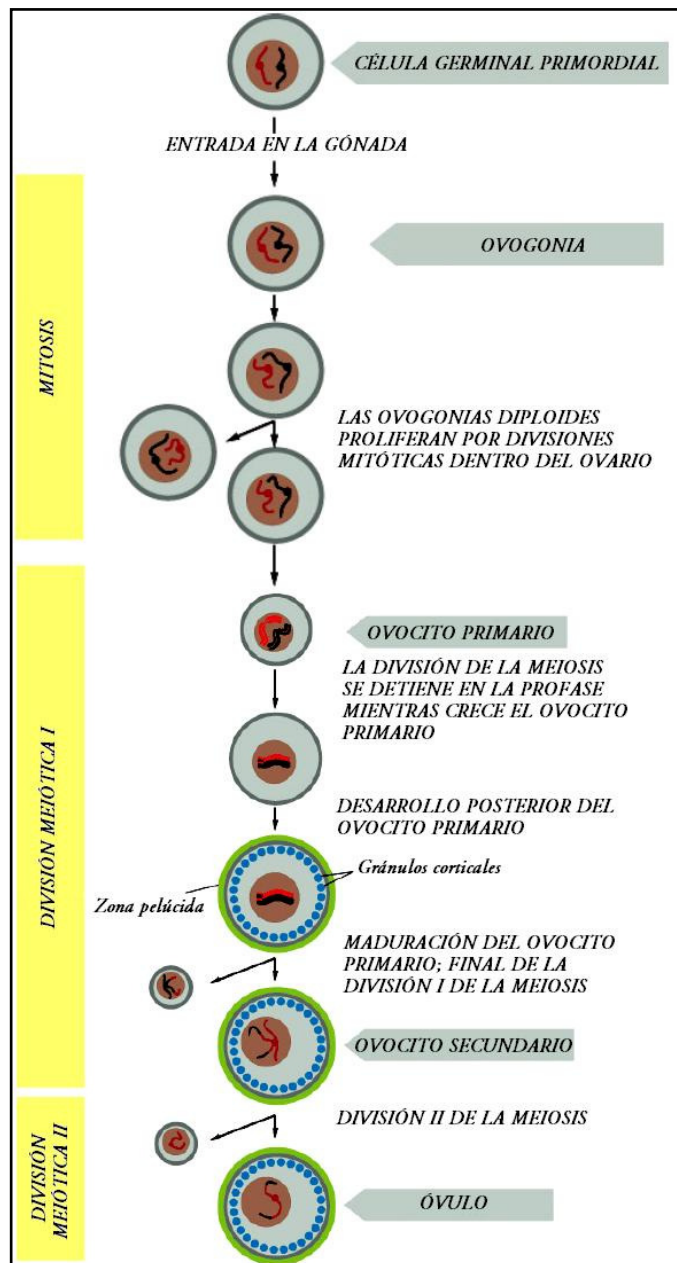 CÉLULA GERMINAL PRIMORDIAL
ENTRADA EN LA GÓNADA
MITOSIS
OVOGONIA
LAS OVOGONIAS DIPLOIDES
PROLIFERAN POR DIVISIONES
MITÓTICAS DENTRO DEL OVARIO
DIVISIÓN MEIÓTICA I
OVOCITO PRIMARIO
LA DIVISIÓN DE LA MEIOSIS
SE DETIENE EN LA PROFASE
MIENTRAS CRECE EL OVOCITO
PRIMARIO
DESARROLLO POSTERIOR DEL
OVOCITO PRIMARIO
Gránulos corticales
Zona pelúcida
MADURACIÓN DEL OVOCITO
PRIMARIO; FINAL DE LA
DIVISIÓN I DE LA MEIOSIS
OVOCITO SECUNDARIO
DIVISIÓN
MEIÓTICA II
DIVISIÓN II DE LA MEIOSIS
ÓVULO